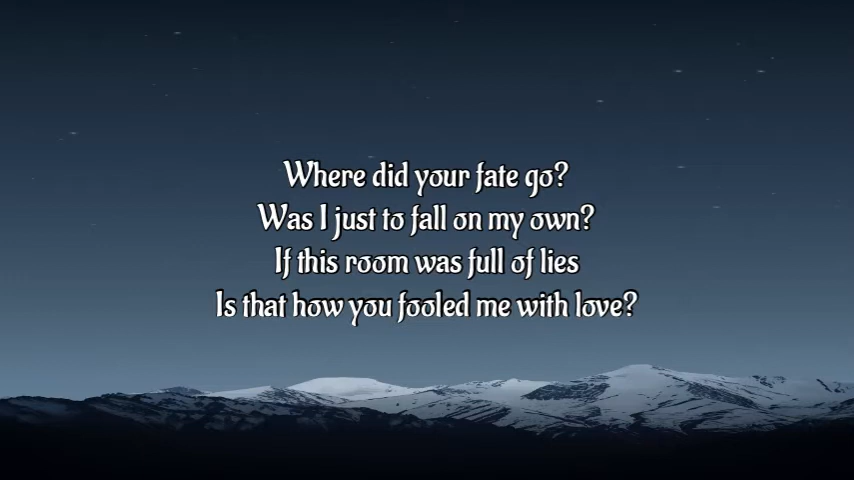 Where did your fate go?
Was I just to fall on my own?
If this room was full of lies
Is that how you fooled me with love?